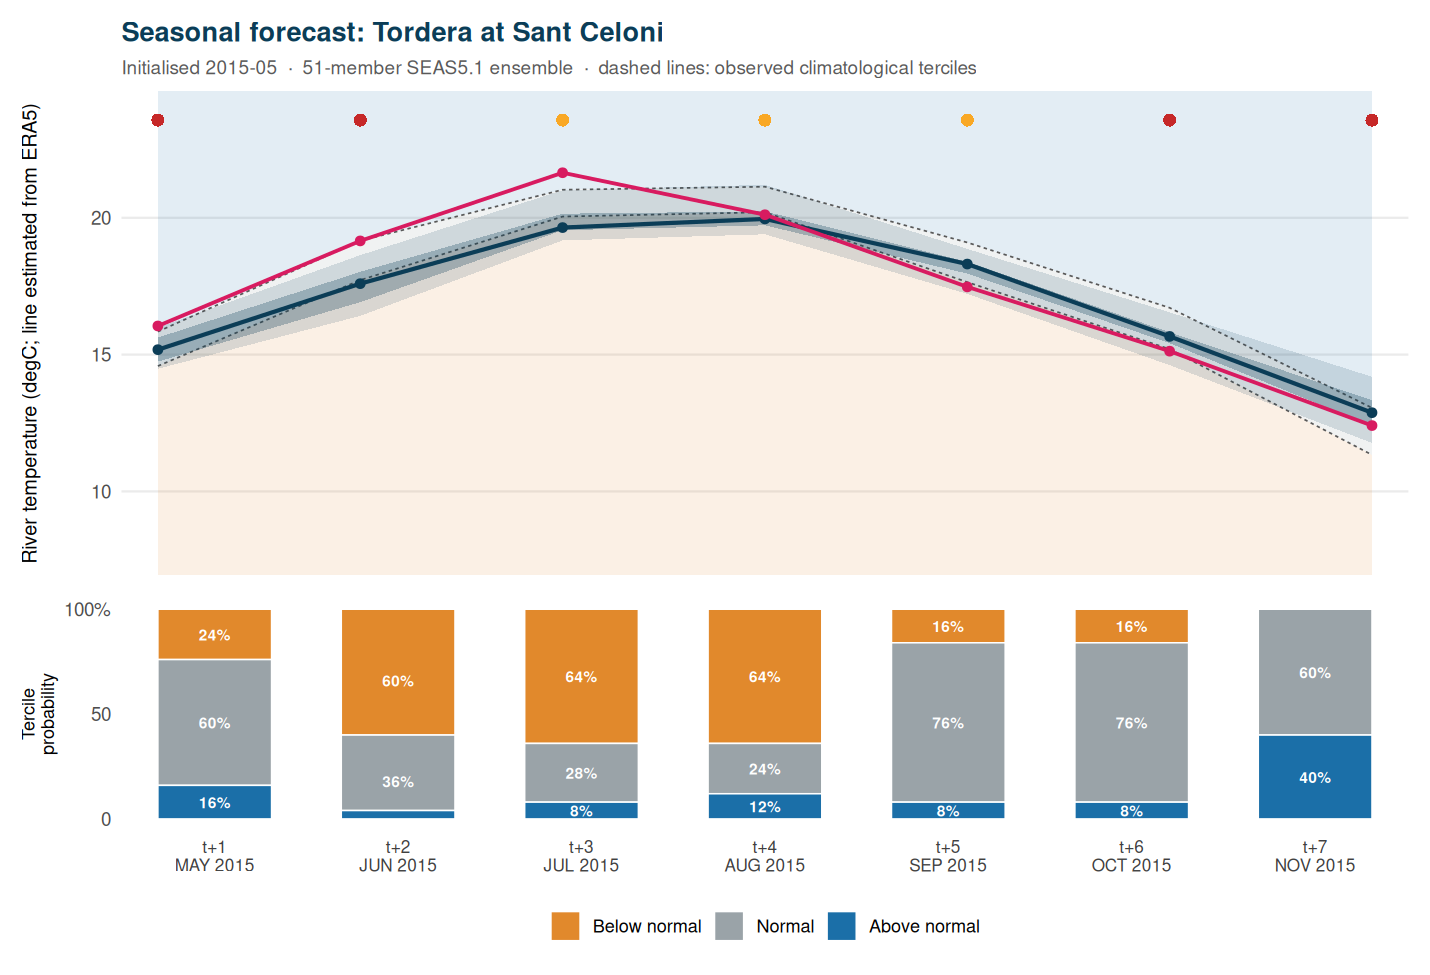 Seasonal forecast: Tordera at Sant Celoni
Initialised 2015-05 · 51-member SEAS5.1 ensemble · dashed lines: observed climatological terciles
River temperature (degC; line estimated from ERA5)
20
15
10
Tercile
probability
100%
50
0
24%
60%
16%
60%
36%
64%
28%
8%
64%
24%
12%
16%
76%
8%
16%
76%
8%
60%
40%
t+1
MAY 2015
t+2
JUN 2015
t+3
JUL 2015
t+4
AUG 2015
t+5
SEP 2015
t+6
OCT 2015
t+7
NOV 2015
Below normal
Normal
Above normal